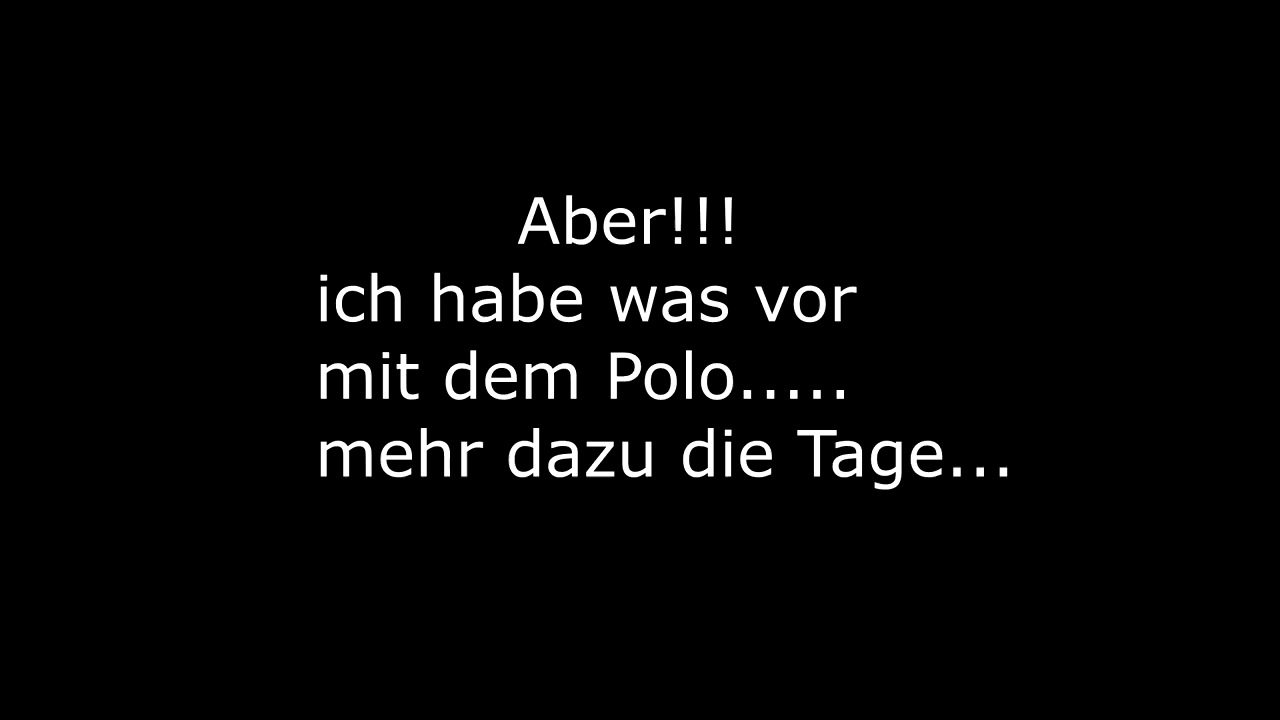 Aber!!!
ich habe was vor
mit dem Polo.....
mehr dazu die Tage...